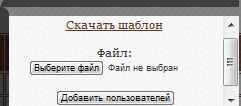 Скачать шаблон
Файл:
Выберите файл Файл не выбран
Добавить пользователей